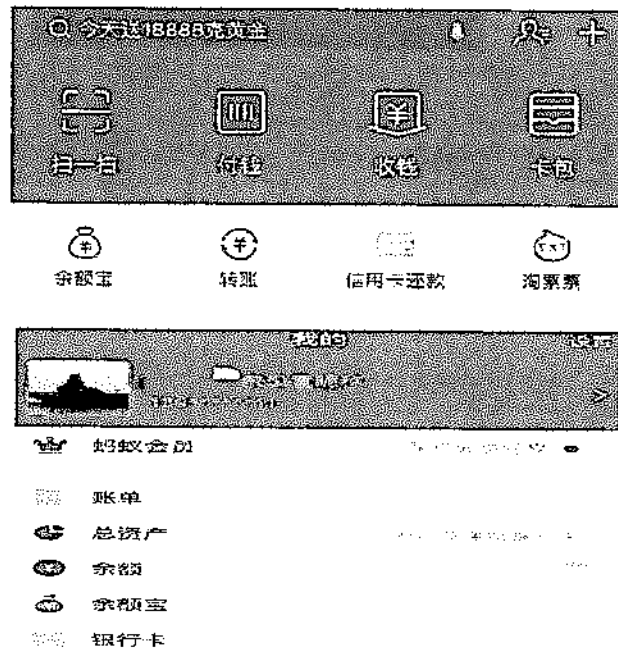 今天送18888克黄金
扫一扫 付钱 收钱 卡包
余额宝 转账 信用卡还款 淘票票
我的 设置
蚂蚁会员
账单
总资产
余额
余额宝
银行卡